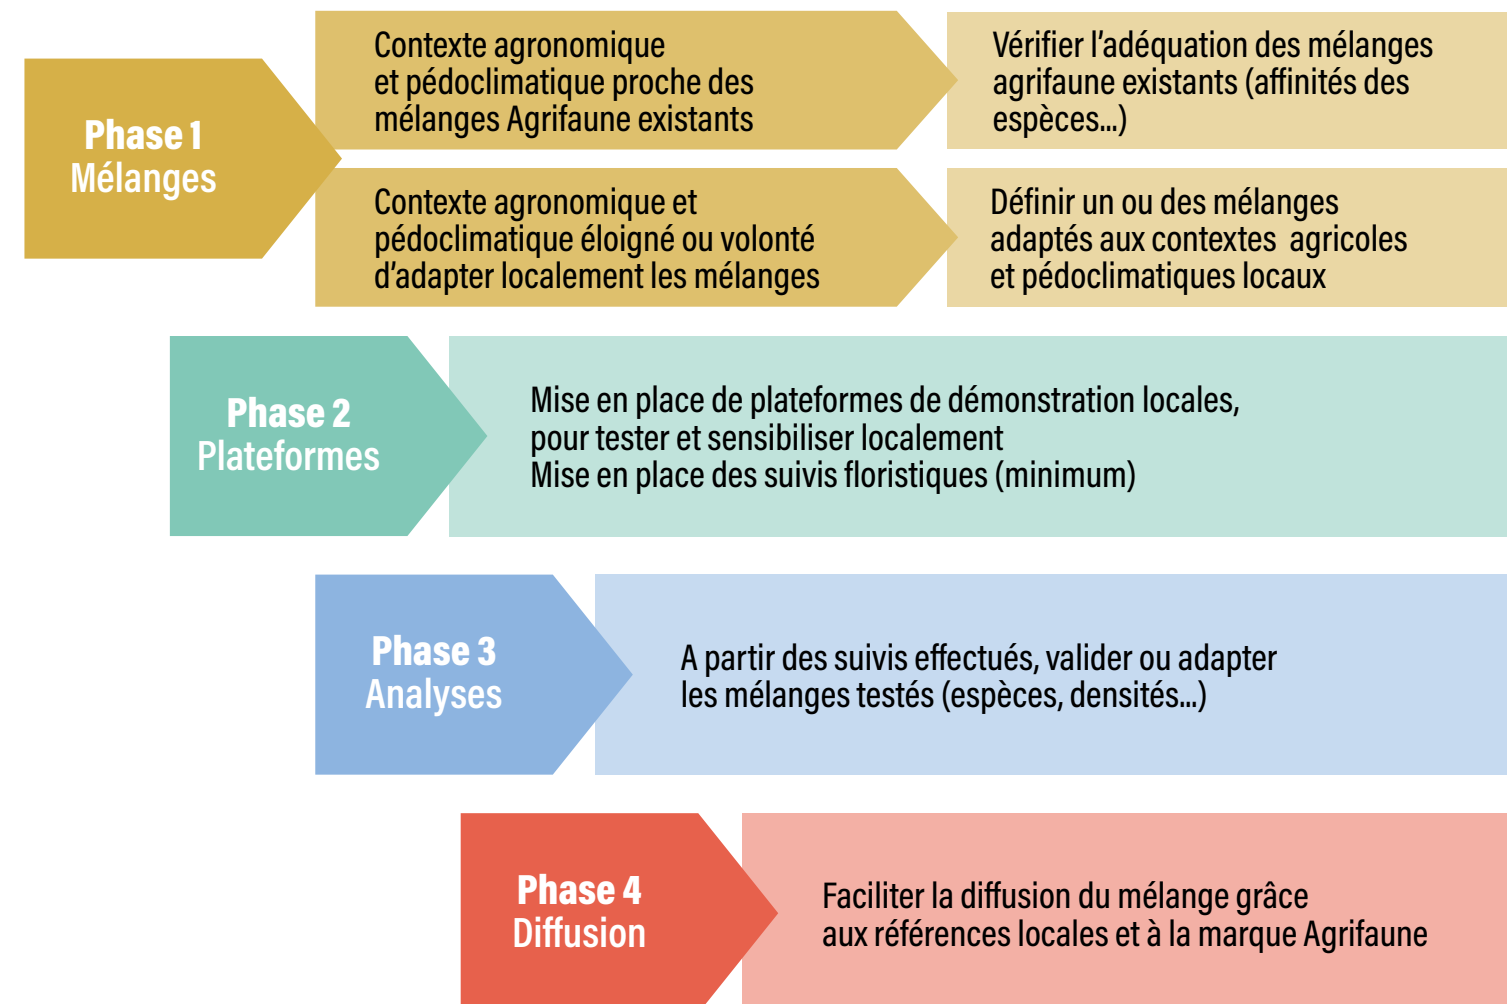 Phase 1
Mélanges
Contexte agronomique
et pédoclimatique proche des
mélanges Agrifaune existants
Vérifier l'adéquation des mélanges
agrifaune existants (affinités des
espèces...)
Contexte agronomique et
pédoclimatique éloigné ou volonté
d'adapter localement les mélanges
Définir un ou des mélanges
adaptés aux contextes agricoles
et pédoclimatiques locaux
Phase 2
Plateformes
Mise en place de plateformes de démonstration locales,
pour tester et sensibiliser localement
Mise en place des suivis floristiques (minimum)
Phase 3
Analyses
A partir des suivis effectués, valider ou adapter
les mélanges testés (espèces, densités...)
Phase 4
Diffusion
Faciliter la diffusion du mélange grâce
aux références locales et à la marque Agrifaune